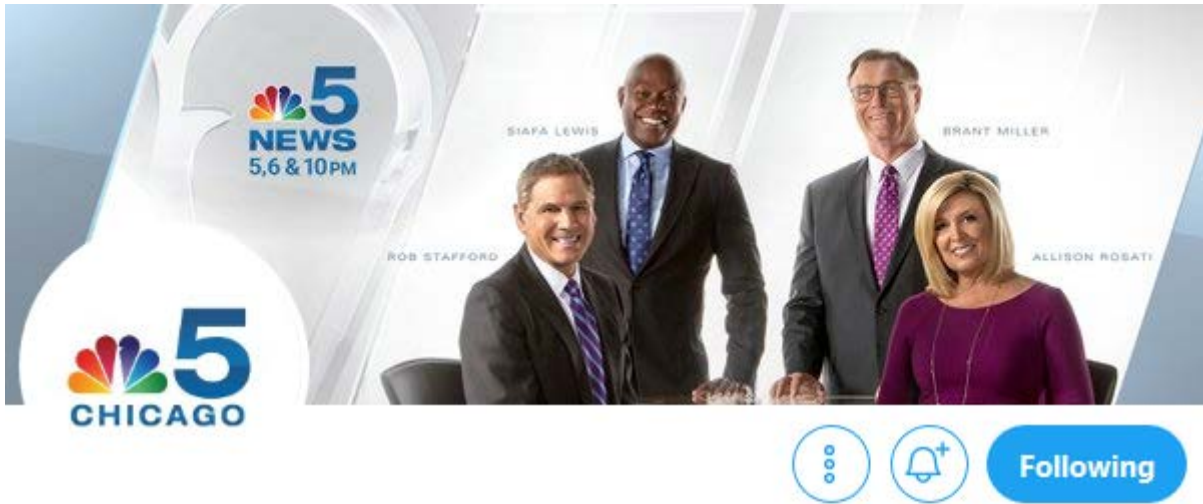 5
NEWS
5,6 & 10PM
SIAFA LEWIS
BRANT MILLER
ROB STAFFORD
ALLISON ROSATI
5
CHICAGO
Following